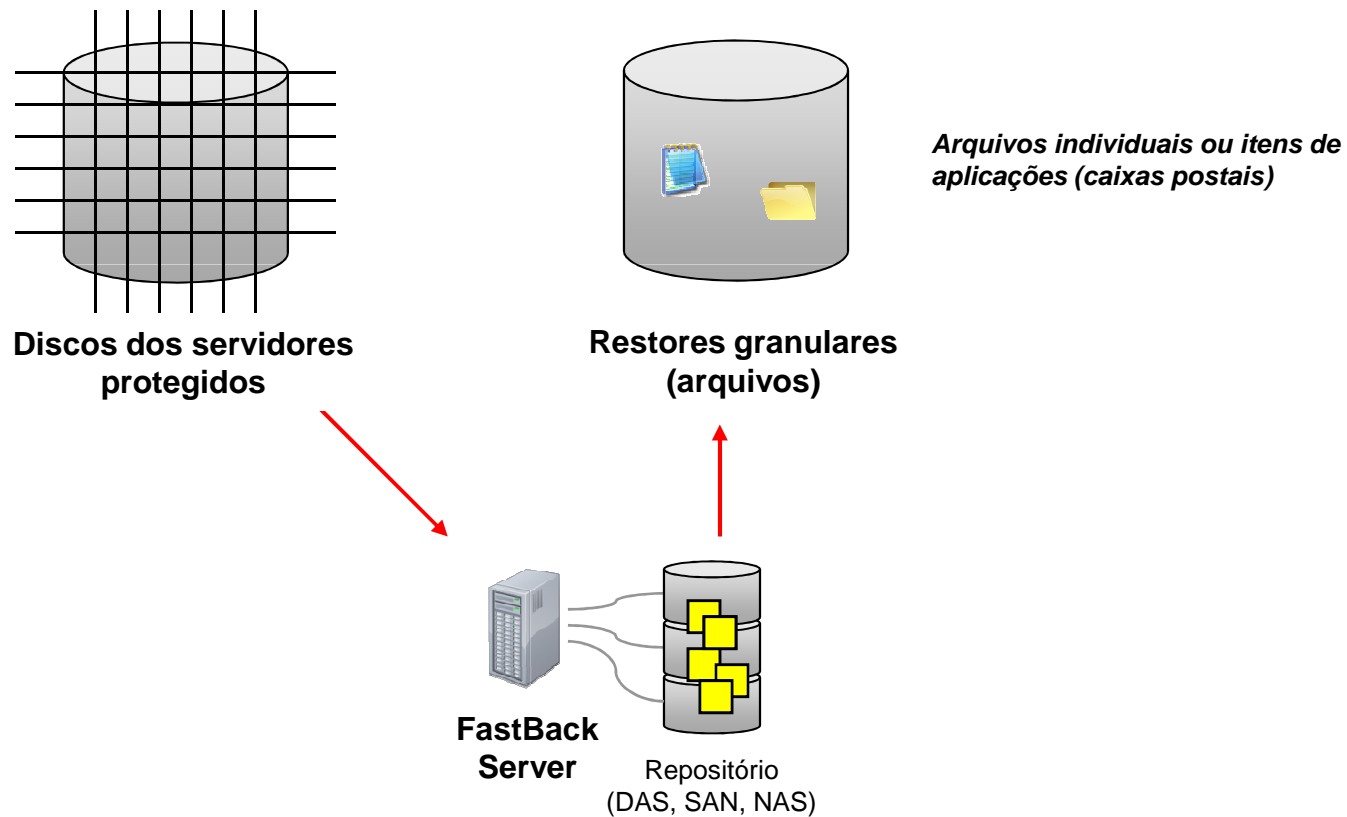 Arquivos individuais ou itens de
aplicações (caixas postais)
Discos dos servidores
protegidos
Restores granulares
(arquivos)
FastBack
Server
Repositório
(DAS, SAN, NAS)